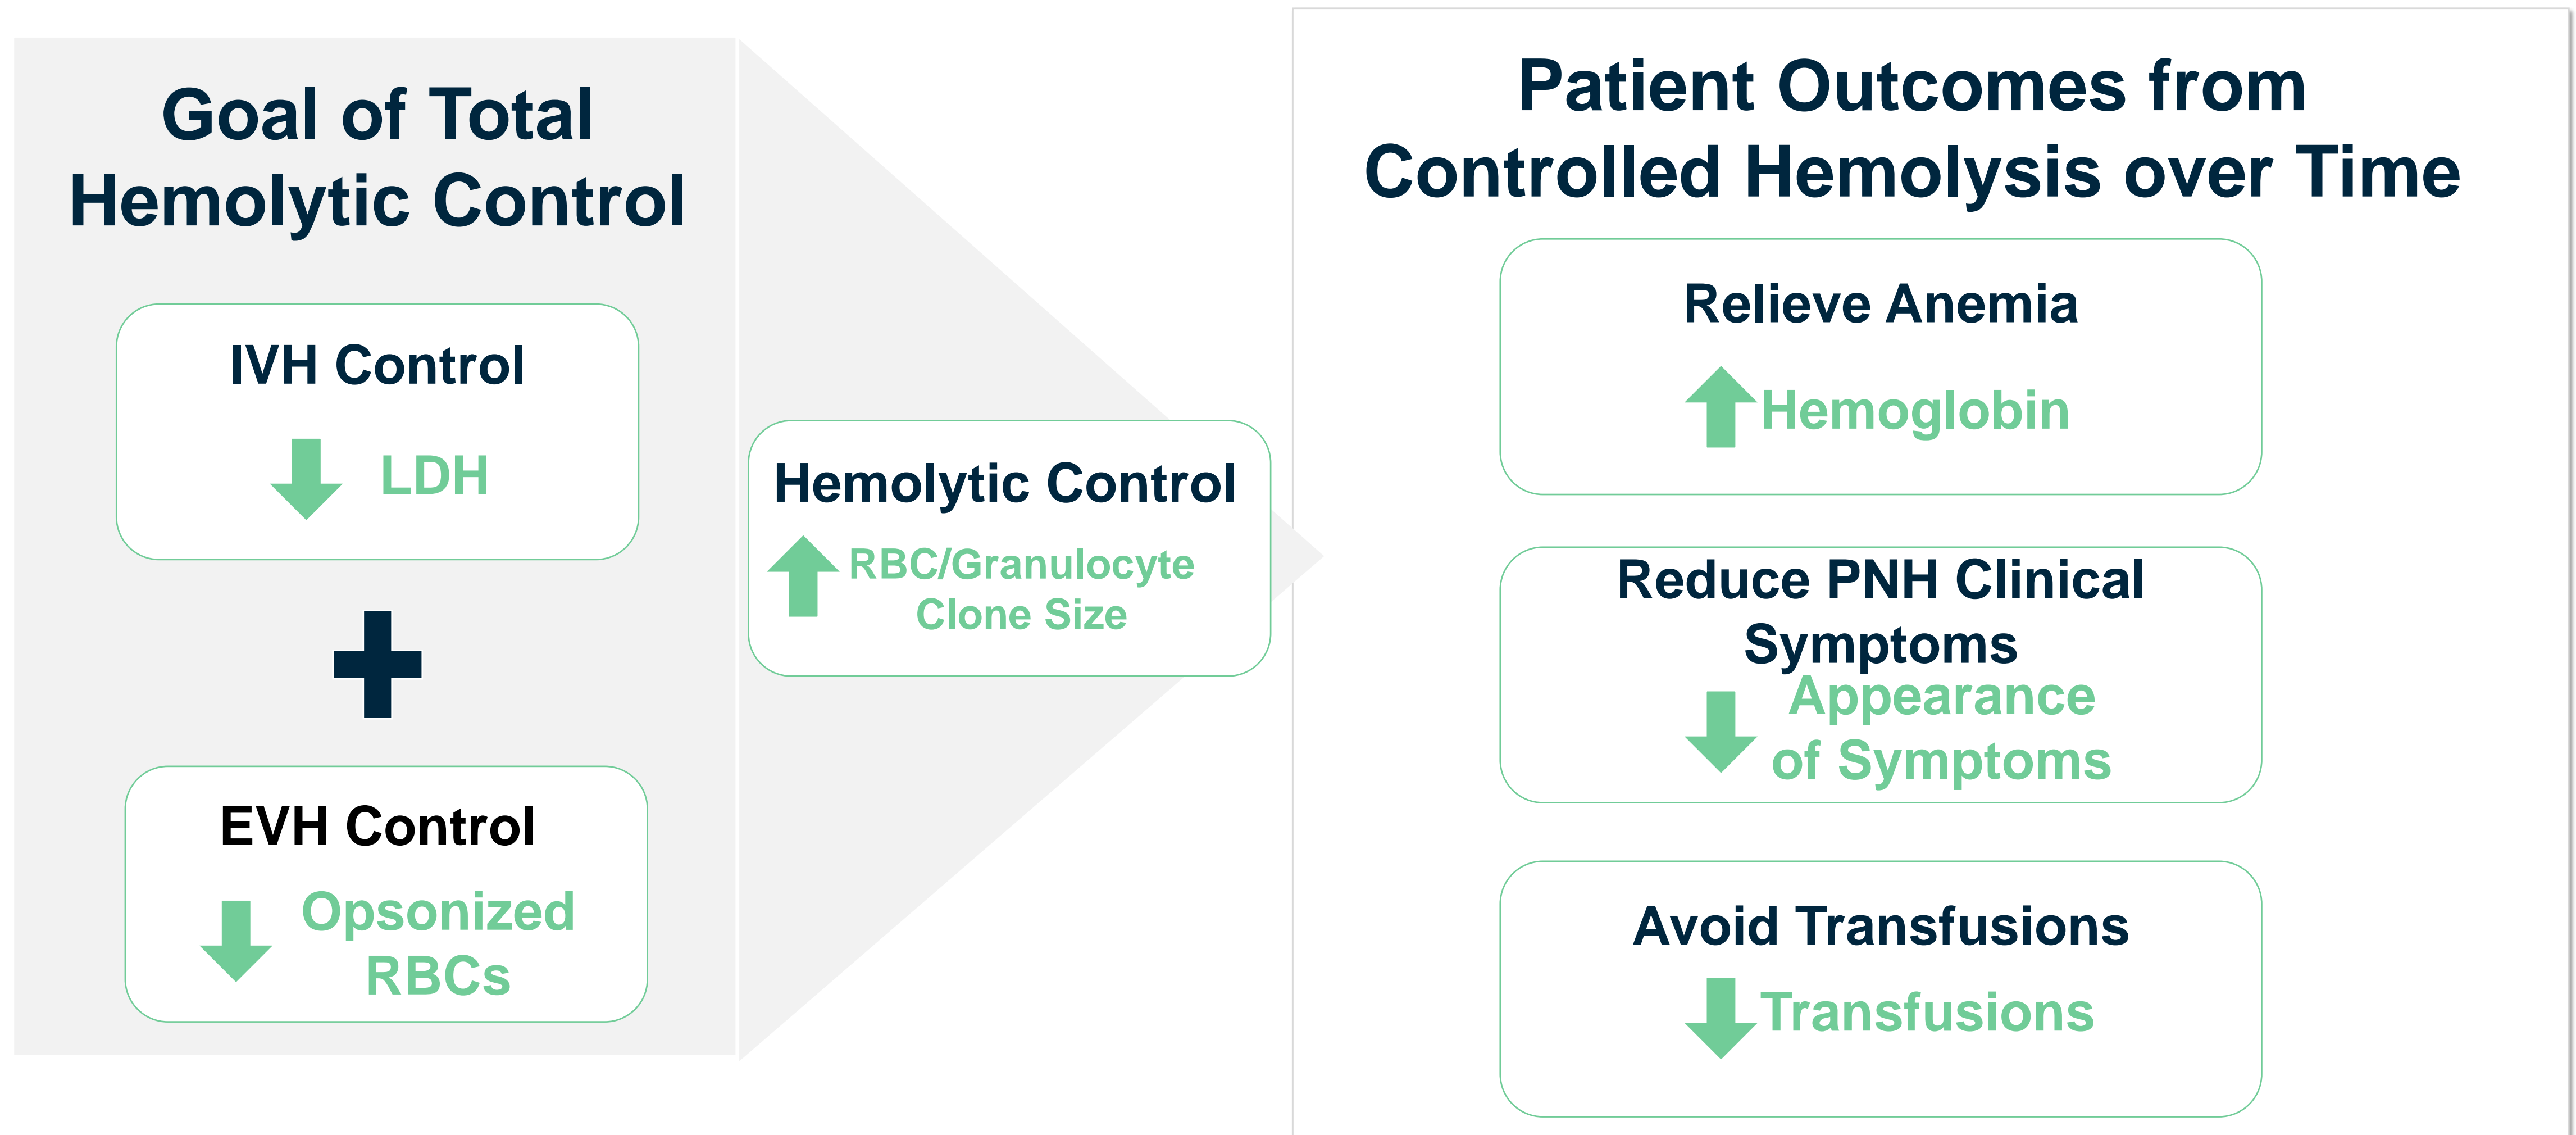 Goal of Total
Hemolytic Control
IVH Control
LDH
EVH Control
Opsonized
RBCs
Hemolytic Control
RBC/Granulocyte
Clone Size
Patient Outcomes from
Controlled Hemolysis over Time
Relieve Anemia
Hemoglobin
Reduce PNH Clinical
Symptoms
Appearance
of Symptoms
Avoid Transfusions
Transfusions